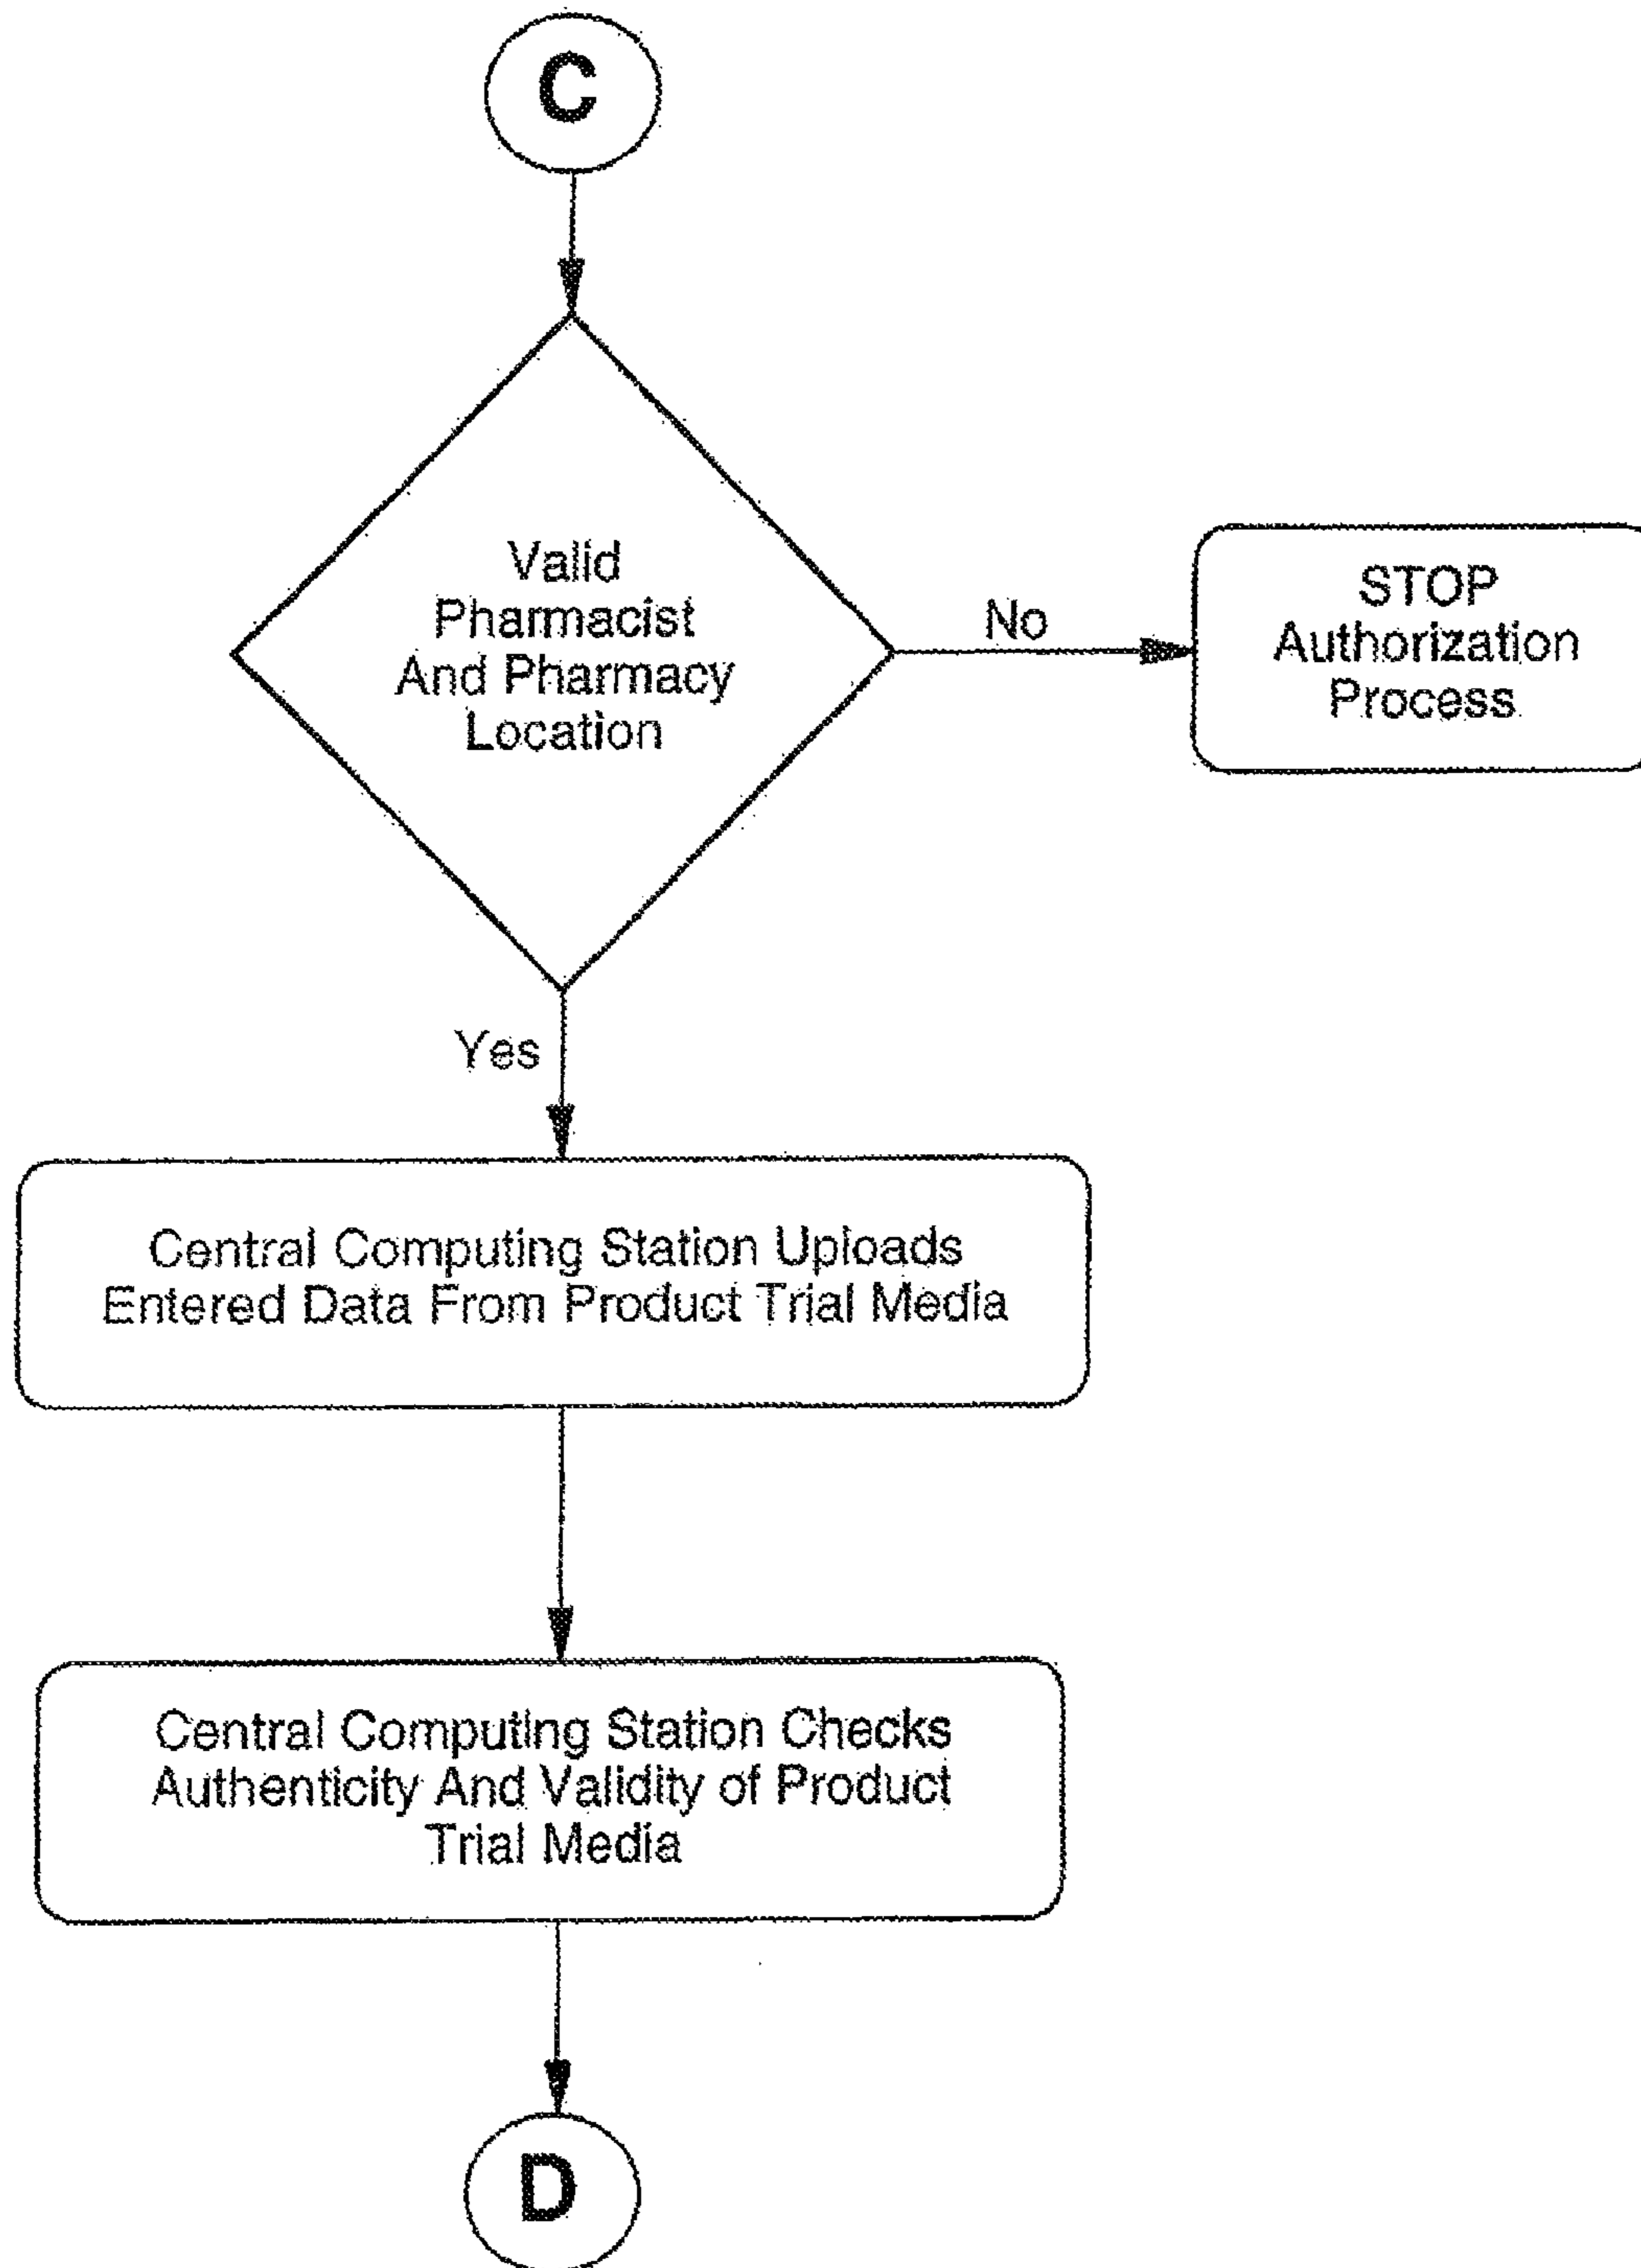 C
Valid
Pharmacist
And Pharmacy
Location
No
STOP
Authorization
Process
Yes
Central Computing Station Uploads
Entered Data From Product Trial Media
Central Computing Station Checks
Authenticity And Validity of Product
Trial Media
D